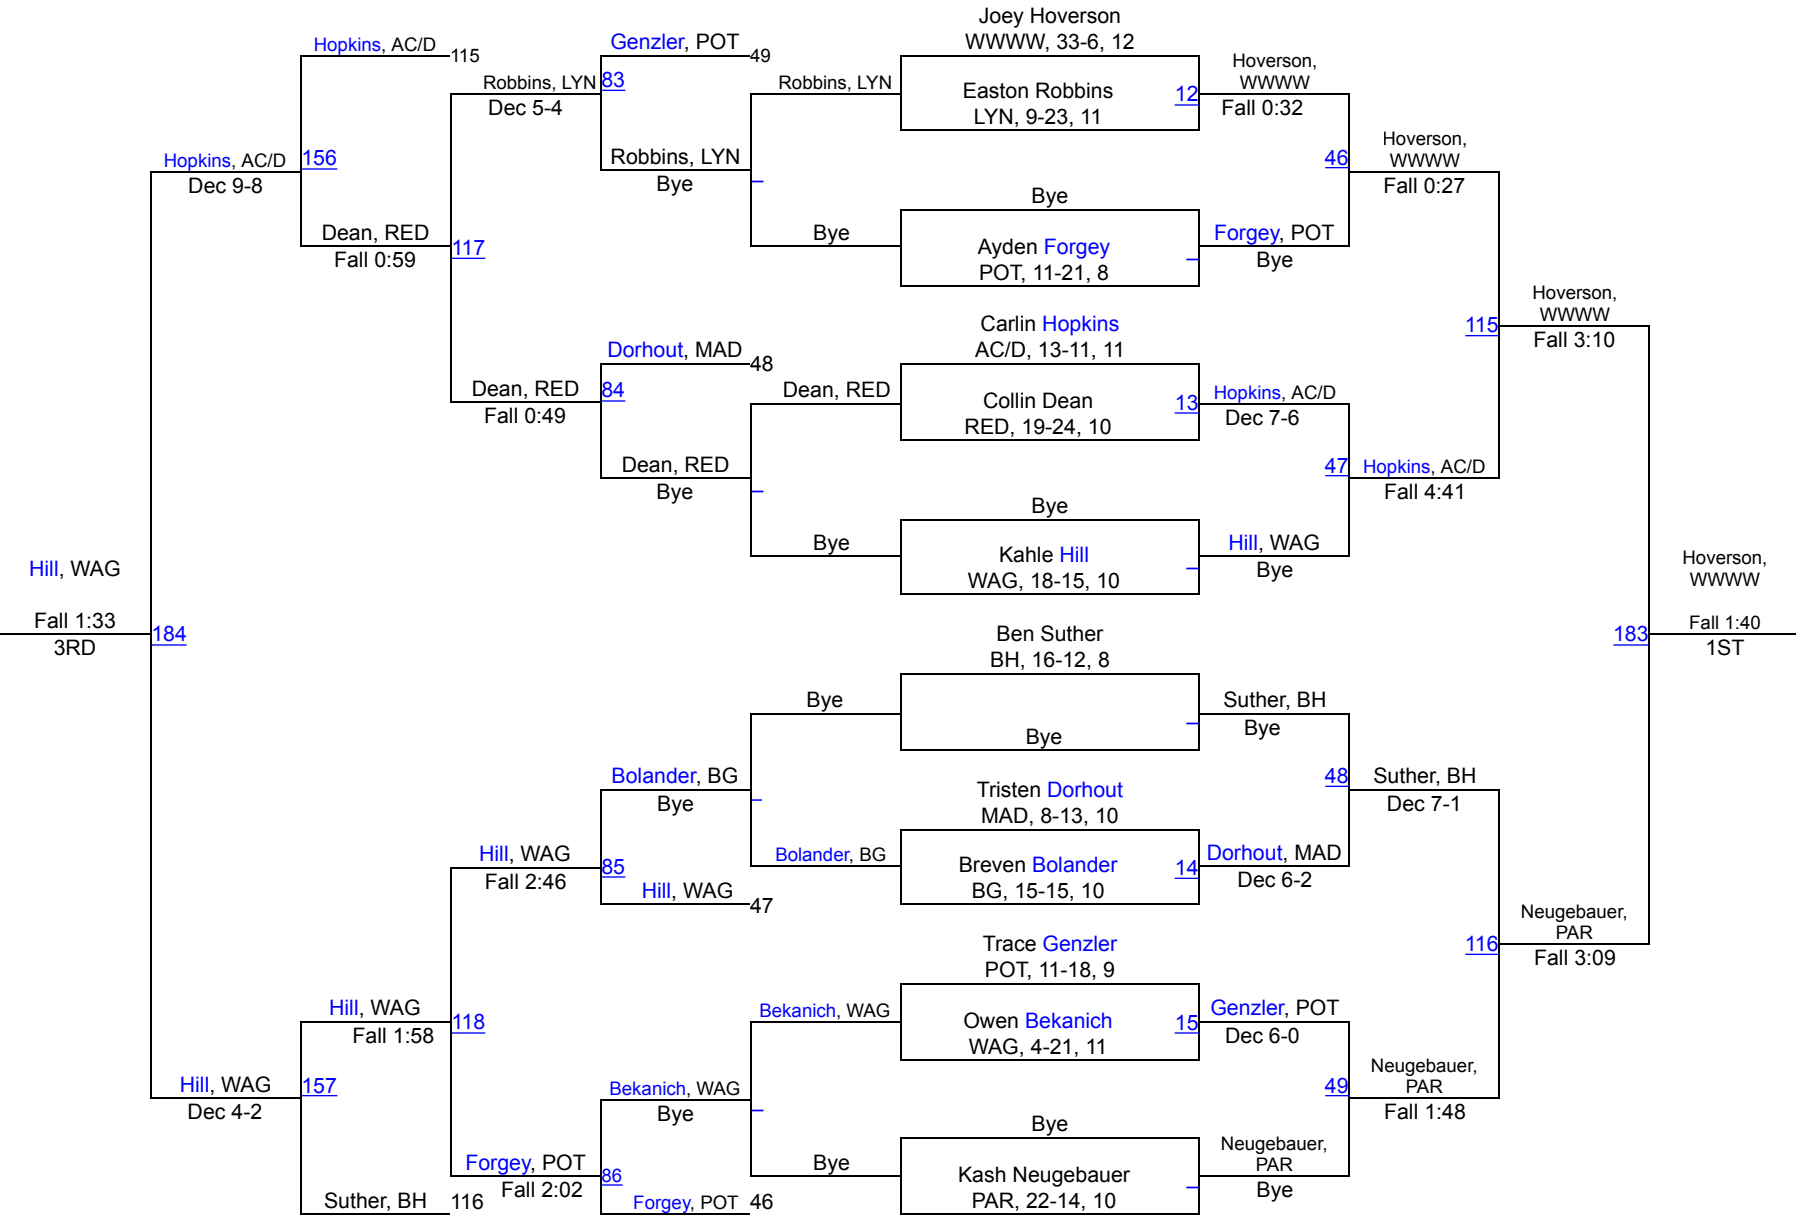 Joey Hoverson
WWWW, 33-6, 12
Hopkins, AC/D
115
Genzler, POT
49
Hoverson,
WWWW
Robbins, LYN
83
Dec 5-4
Robbins, LYN
Easton Robbins
LYN, 9-23, 11
12
Fall 0:32
Hoverson,
WWWW
Hopkins, AC/D
156
Dec 9-8
Robbins, LYN
Bye
46
Fall 0:27
Bye
Dean, RED
Fall 0:59
117
Bye
Ayden Forgey
POT, 11-21, 8
Forgey, POT
Bye
Hoverson,
WWWW
Carlin Hopkins
AC/D, 13-11, 11
115
Fall 3:10
Dorhout, MAD
48
Dean, RED
84
Fall 0:49
Dean, RED
Collin Dean
RED, 19-24, 10
13
Hopkins, AC/D
Dec 7-6
Dean, RED
Bye
47
Hopkins, AC/D
Fall 4:41
Bye
Bye
Kahle Hill
WAG, 18-15, 10
Hill, WAG
Bye
Hill, WAG
Hoverson,
WWWW
Fall 1:33
3RD
184
Ben Suther
BH, 16-12, 8
183
Fall 1:40
1ST
Bye
Suther, BH
Bye
Bye
Bolander, BG
Bye
Tristen Dorhout
MAD, 8-13, 10
48
Suther, BH
Dec 7-1
Hill, WAG
85
Fall 2:46
Bolander, BG
Breven Bolander
BG, 15-15, 10
14
Dorhout, MAD
Dec 6-2
Hill, WAG
47
Neugebauer,
PAR
Trace Genzler
POT, 11-18, 9
116
Fall 3:09
Hill, WAG
Fall 1:58
118
Bekanich, WAG
Owen Bekanich
WAG, 4-21, 11
15
Genzler, POT
Dec 6-0
Neugebauer,
PAR
Hill, WAG
157
Dec 4-2
Bekanich, WAG
Bye
49
Fall 1:48
Bye
Neugebauer,
PAR
Forgey, POT
86
Fall 2:02
Bye
Kash Neugebauer
PAR, 22-14, 10
Bye
Suther, BH
116
Forgey, POT
46